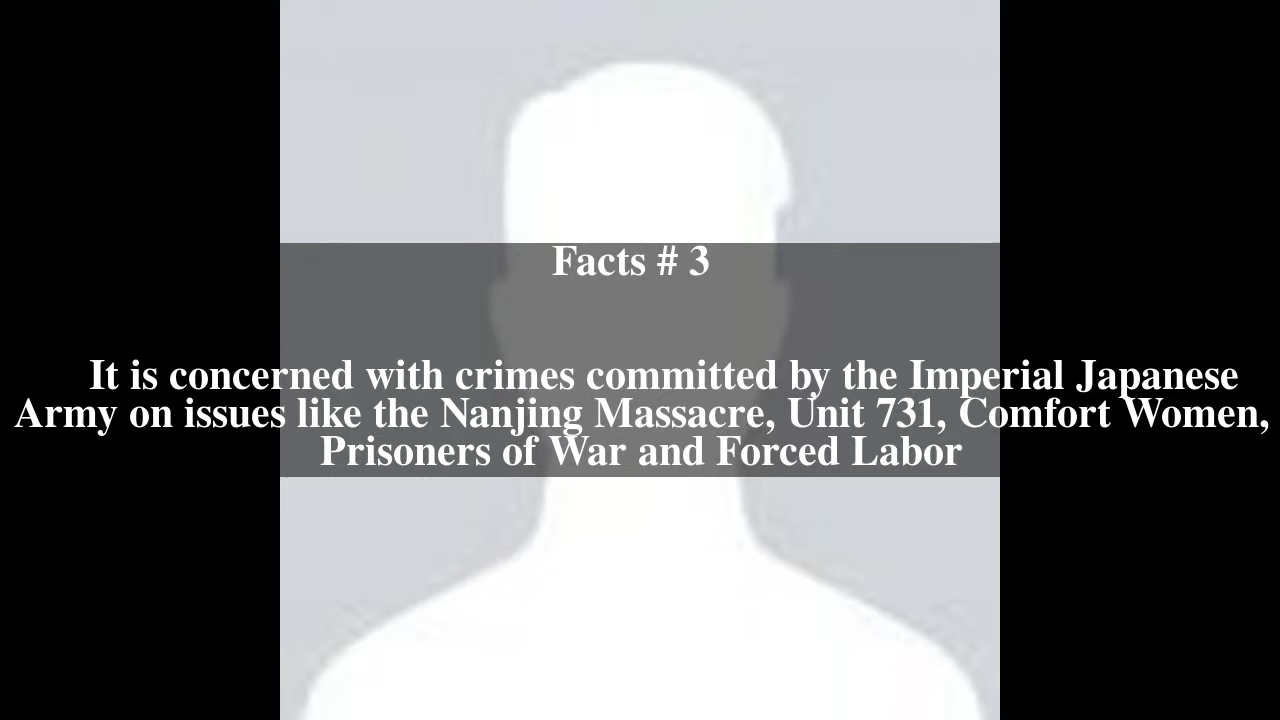 Facts # 3
It is concerned with crimes committed by the Imperial Japanese
Army on issues like the Nanjing Massacre, Unit 731, Comfort Women,
Prisoners of War and Forced Labor